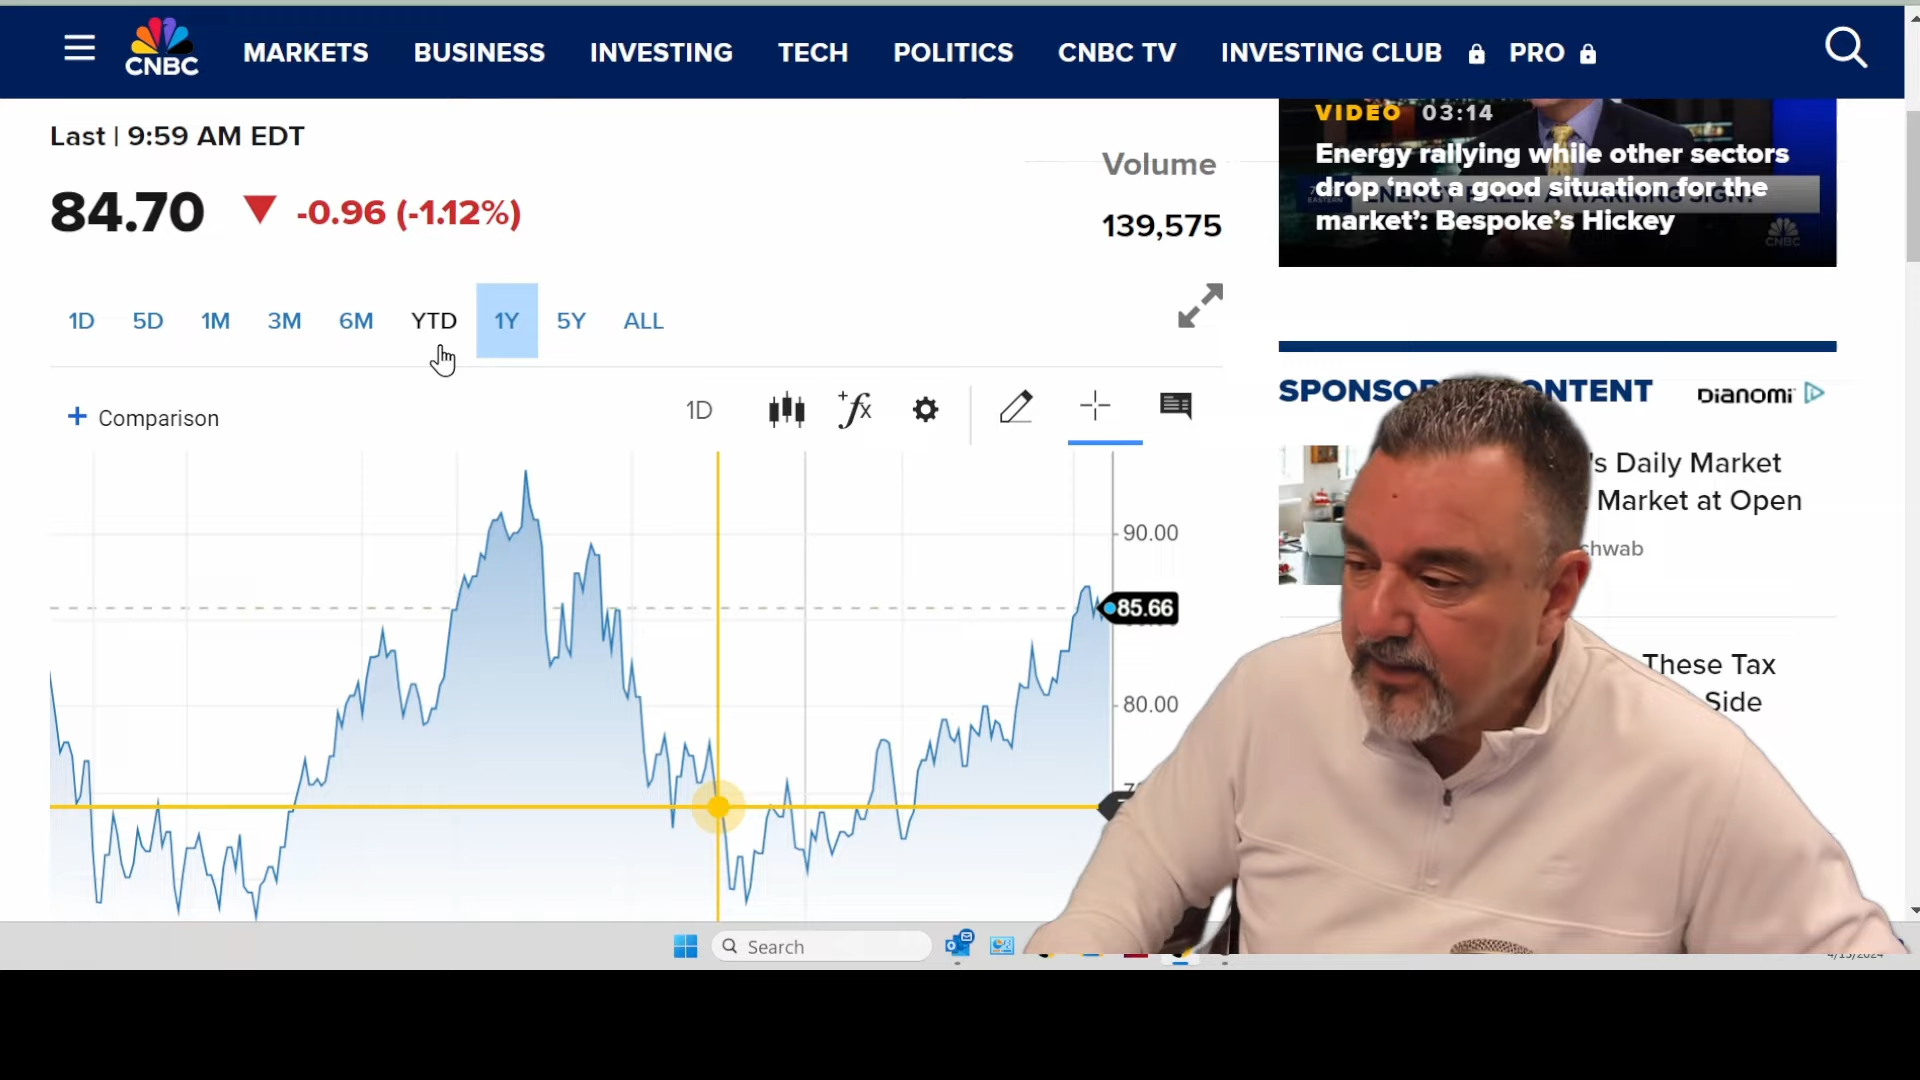 CNBC
MARKETS BUSINESS INVESTING TECH POLITICS CNBC TV INVESTING CLUB PRO
Last | 9:59 AM EDT
84.70 -0.96 (-1.12%)
Volume
139,575
VIDEO 03:14
Energy rallying while other sectors
drop ‘not a good situation for the
market’: Bespoke’s Hickey
CNBC
1D 5D 1M 3M 6M YTD 1Y 5Y ALL
+ Comparison
1D
90.00
85.66
80.00
DIANOMI
's Daily Market
Market at Open
These Tax
Side
Search